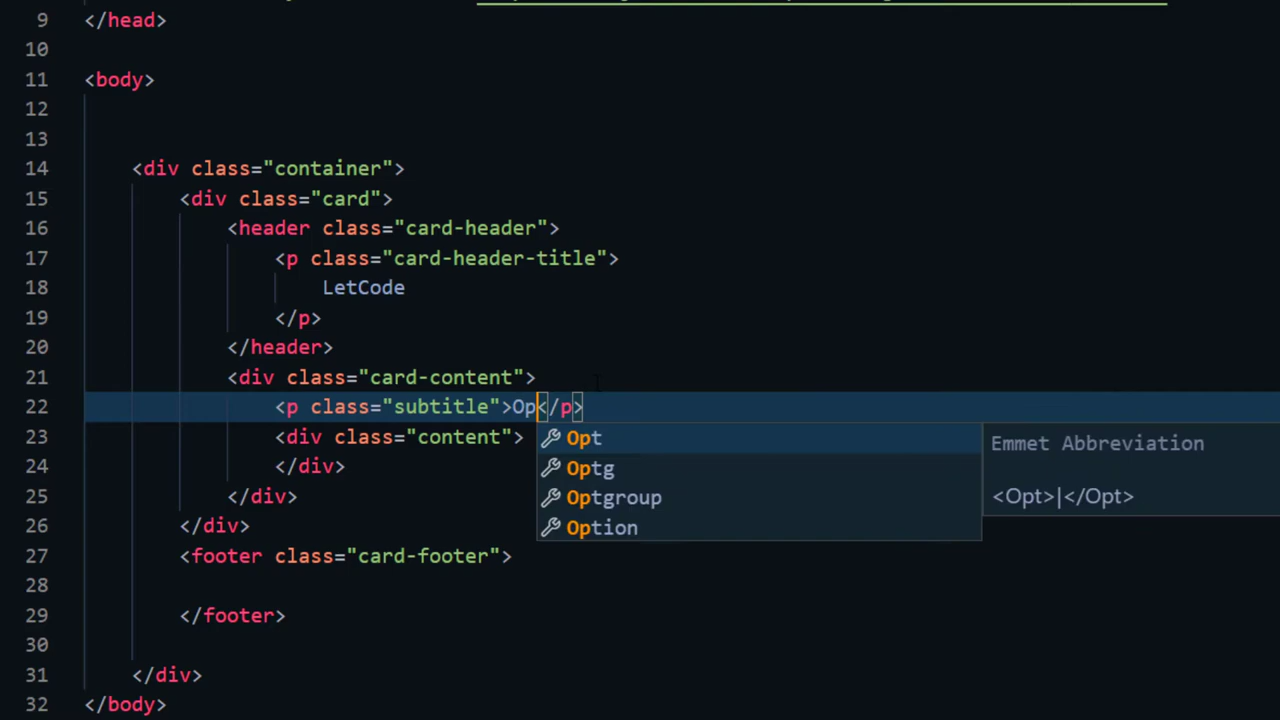 9 </head>
10
11 <body>
12
13
14 <div class="container">
15 <div class="card">
16 <header class="card-header">
17 <p class="card-header-title">
18 LetCode
19 </p>
20 </header>
21 <div class="card-content">
22 <p class="subtitle">Op</p>
23 <div class="content">
Opt
Emmet Abbreviation
24 </div>
Optg
25 </div>
Optgroup
<Opt>|</Opt>
26 </div>
Option
27 <footer class="card-footer">
28
29 </footer>
30
31 </div>
32 </body>